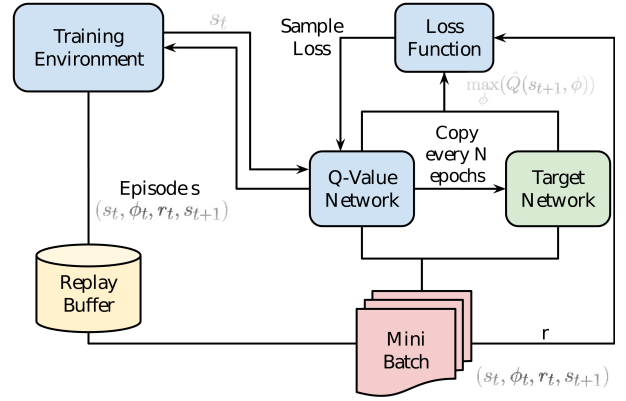 Training
Environment
s_t
Sample
Loss
Loss
Function
max_ϕ(Q̂(s_{t+1}, ϕ))
Copy
every N
epochs
Q-Value
Network
Target
Network
Episodes
(s_t, ϕ_t, r_t, s_{t+1})
Replay
Buffer
Mini
Batch
r
(s_t, ϕ_t, r_t, s_{t+1})